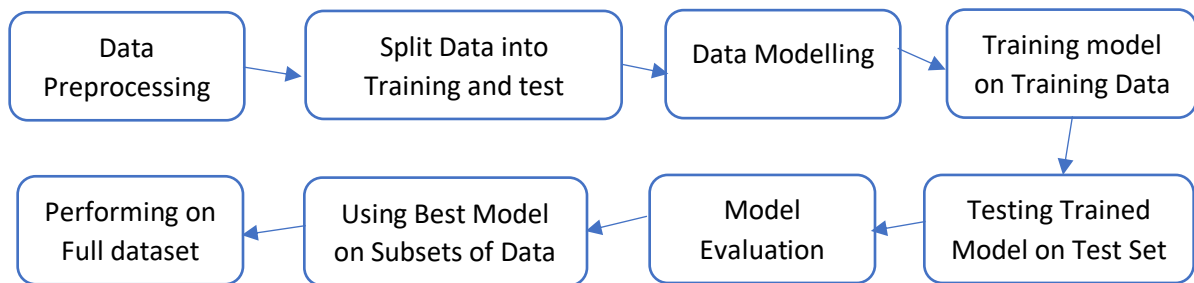 Data
Preprocessing
Split Data into
Training and test
Data Modelling
Training model
on Training Data
Testing Trained
Model on Test Set
Model
Evaluation
Using Best Model
on Subsets of Data
Performing on
Full dataset